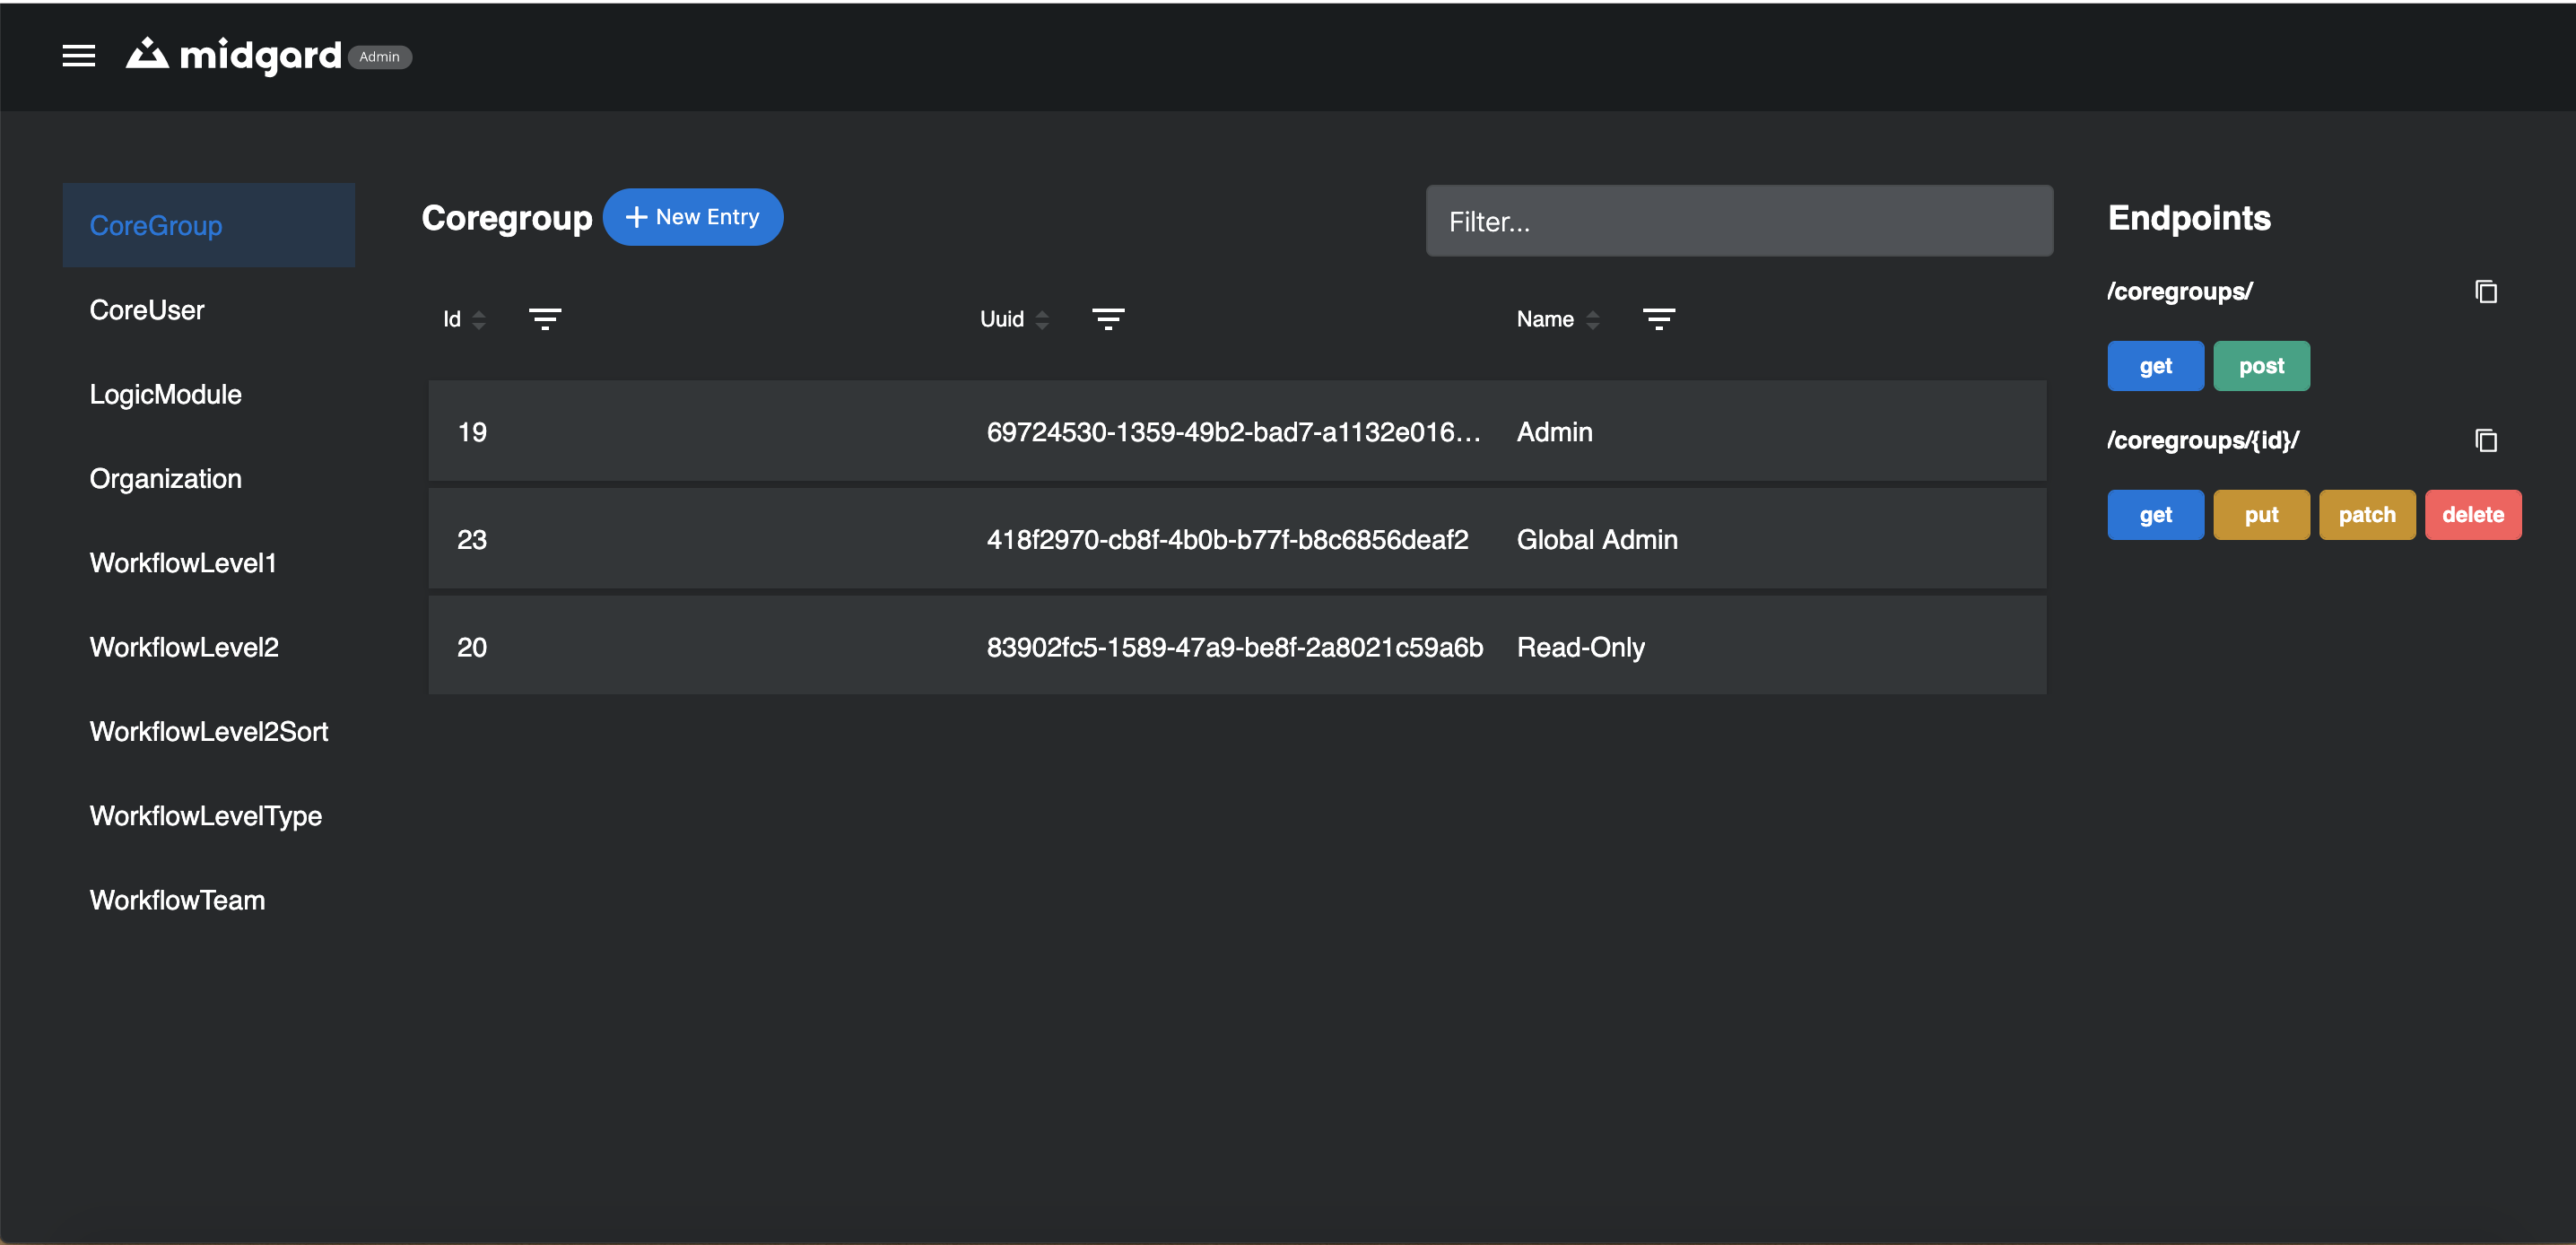 midgard Admin
CoreGroup
CoreUser
LogicModule
Organization
WorkflowLevel1
WorkflowLevel2
WorkflowLevel2Sort
WorkflowLevelType
WorkflowTeam
Coregroup + New Entry
Filter...
Id Uuid Name
19 69724530-1359-49b2-bad7-a1132e016... Admin
23 418f2970-cb8f-4b0b-b77f-b8c6856deaf2 Global Admin
20 83902fc5-1589-47a9-be8f-2a8021c59a6b Read-Only
Endpoints
/coregroups/
get post
/coregroups/{id}/
get put patch delete